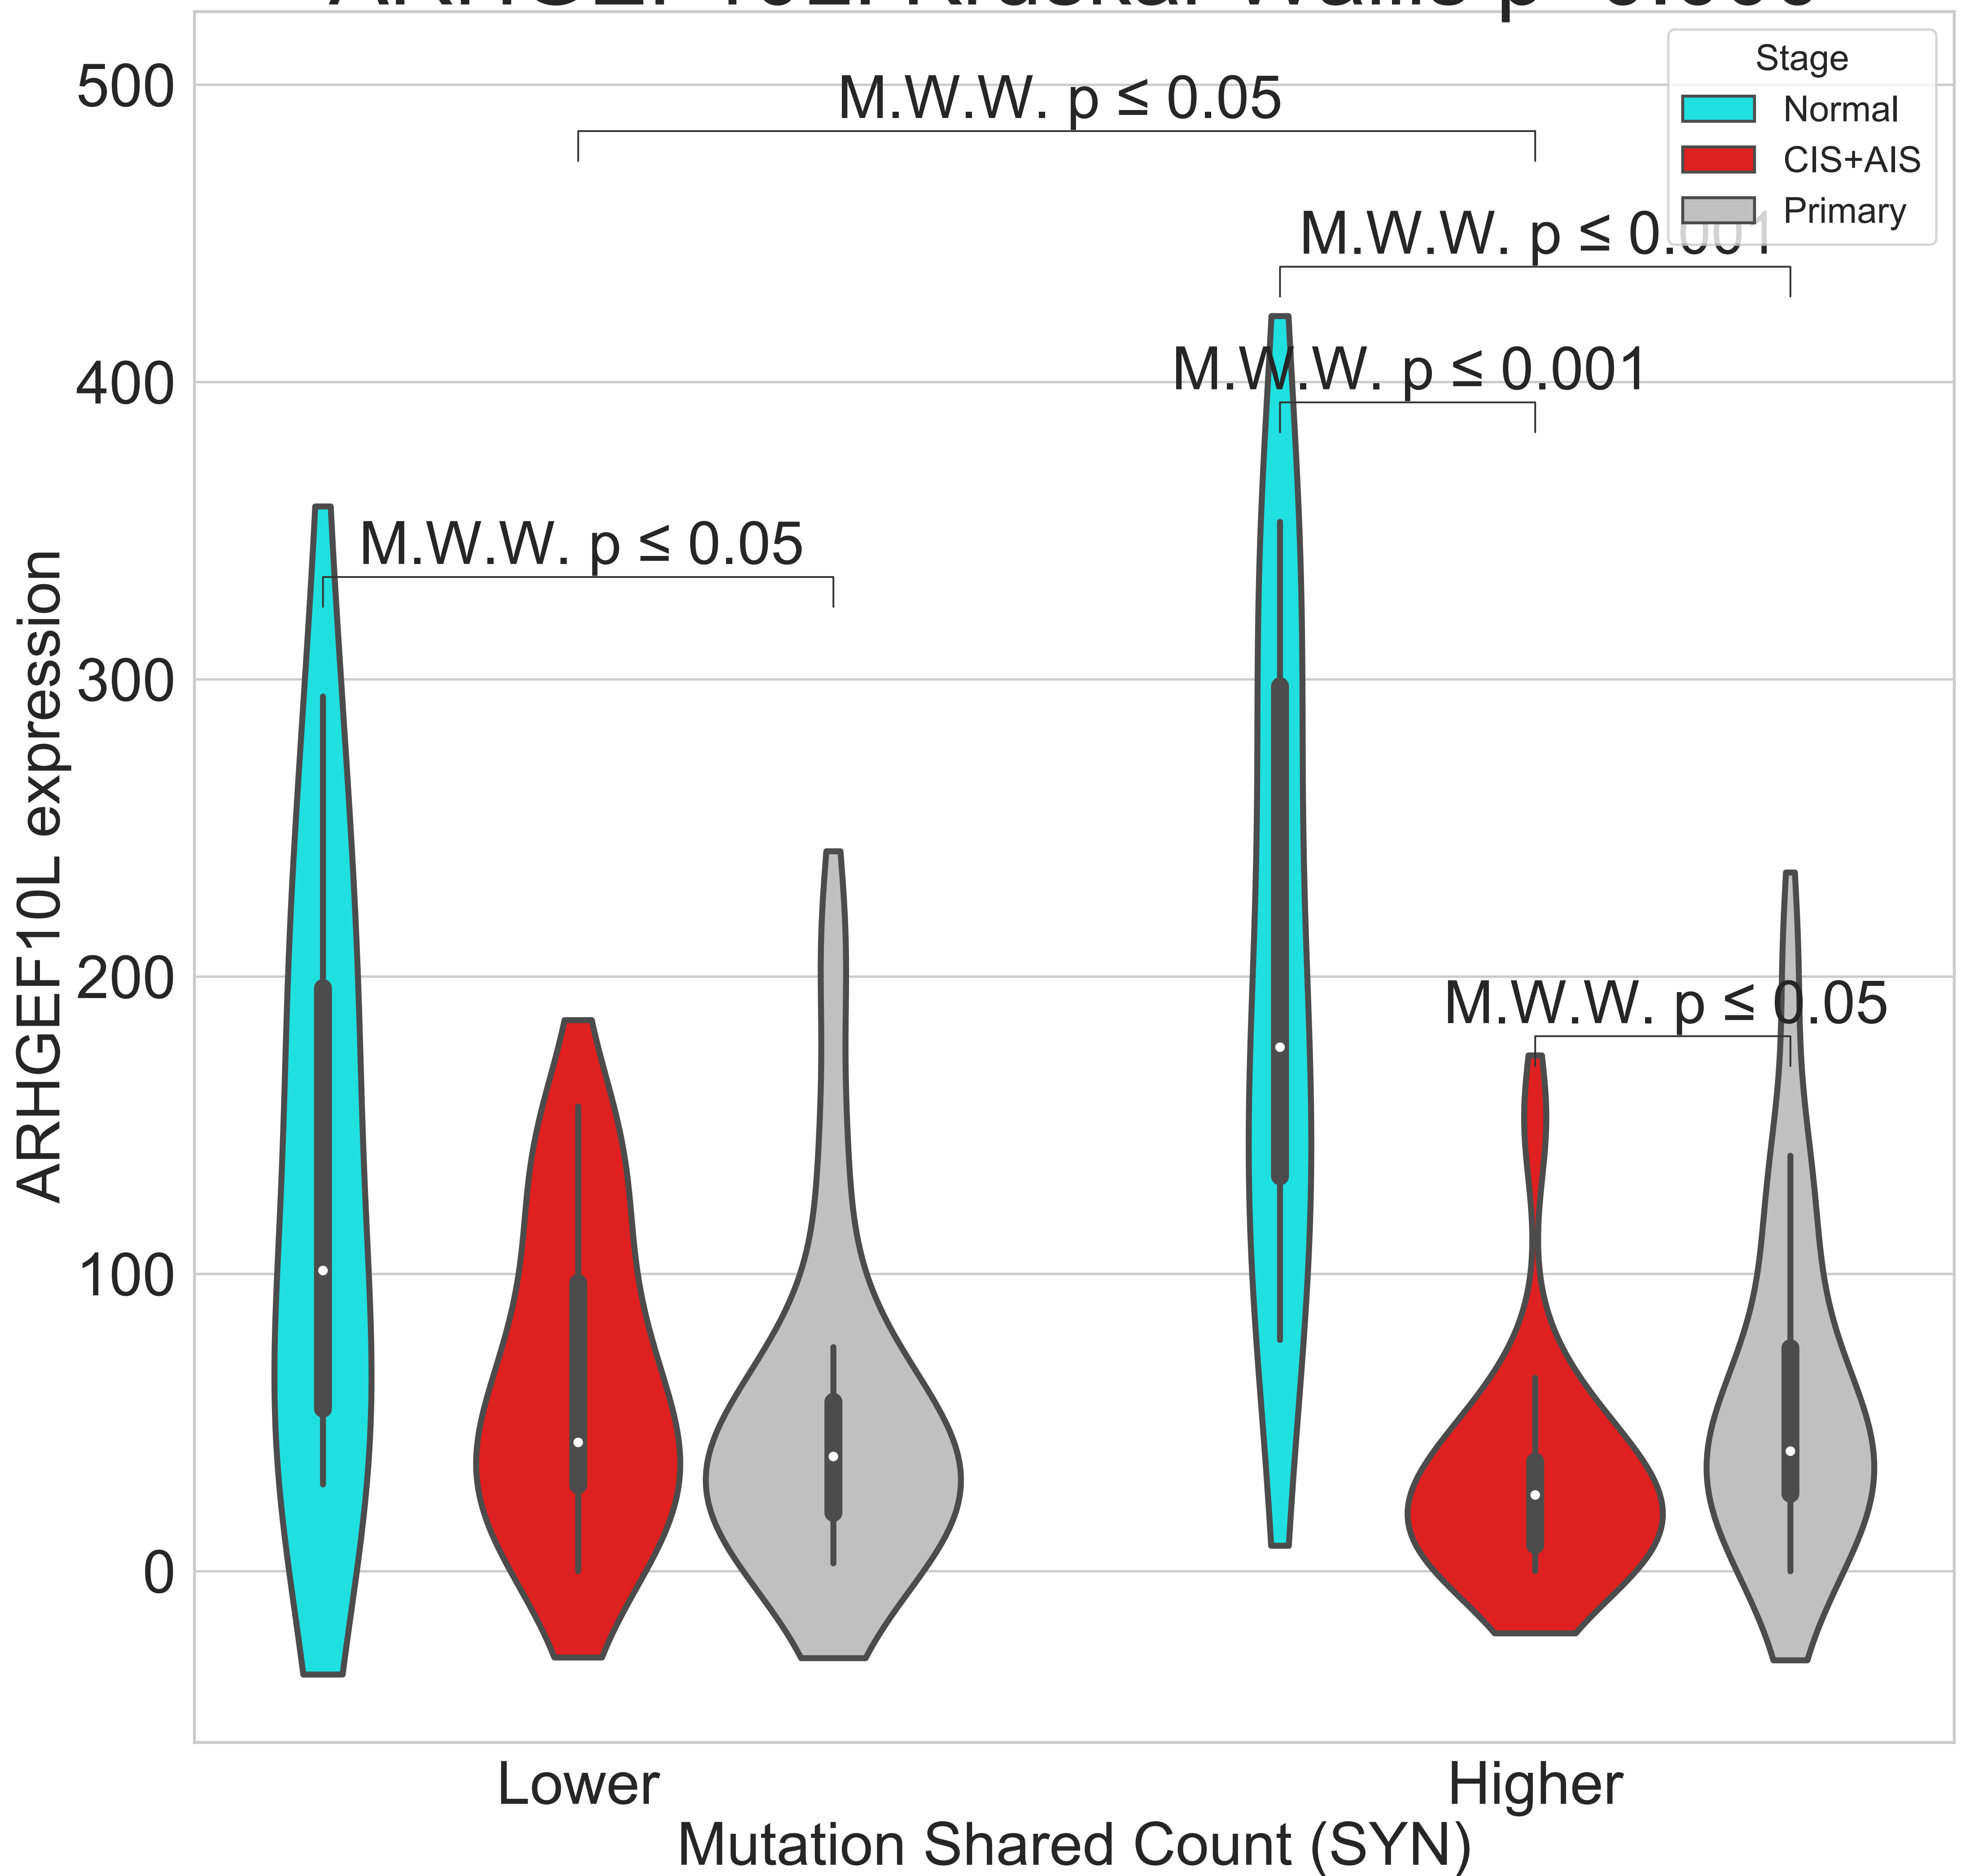 Stage
Normal
CIS+AIS
Primary
500
400
300
200
100
0
M.W.W. p ≤ 0.05
M.W.W. p ≤ 0.001
M.W.W. p ≤ 0.001
M.W.W. p ≤ 0.05
M.W.W. p ≤ 0.05
ARHGEF10L expression
Lower
Higher
Mutation Shared Count (SYN)